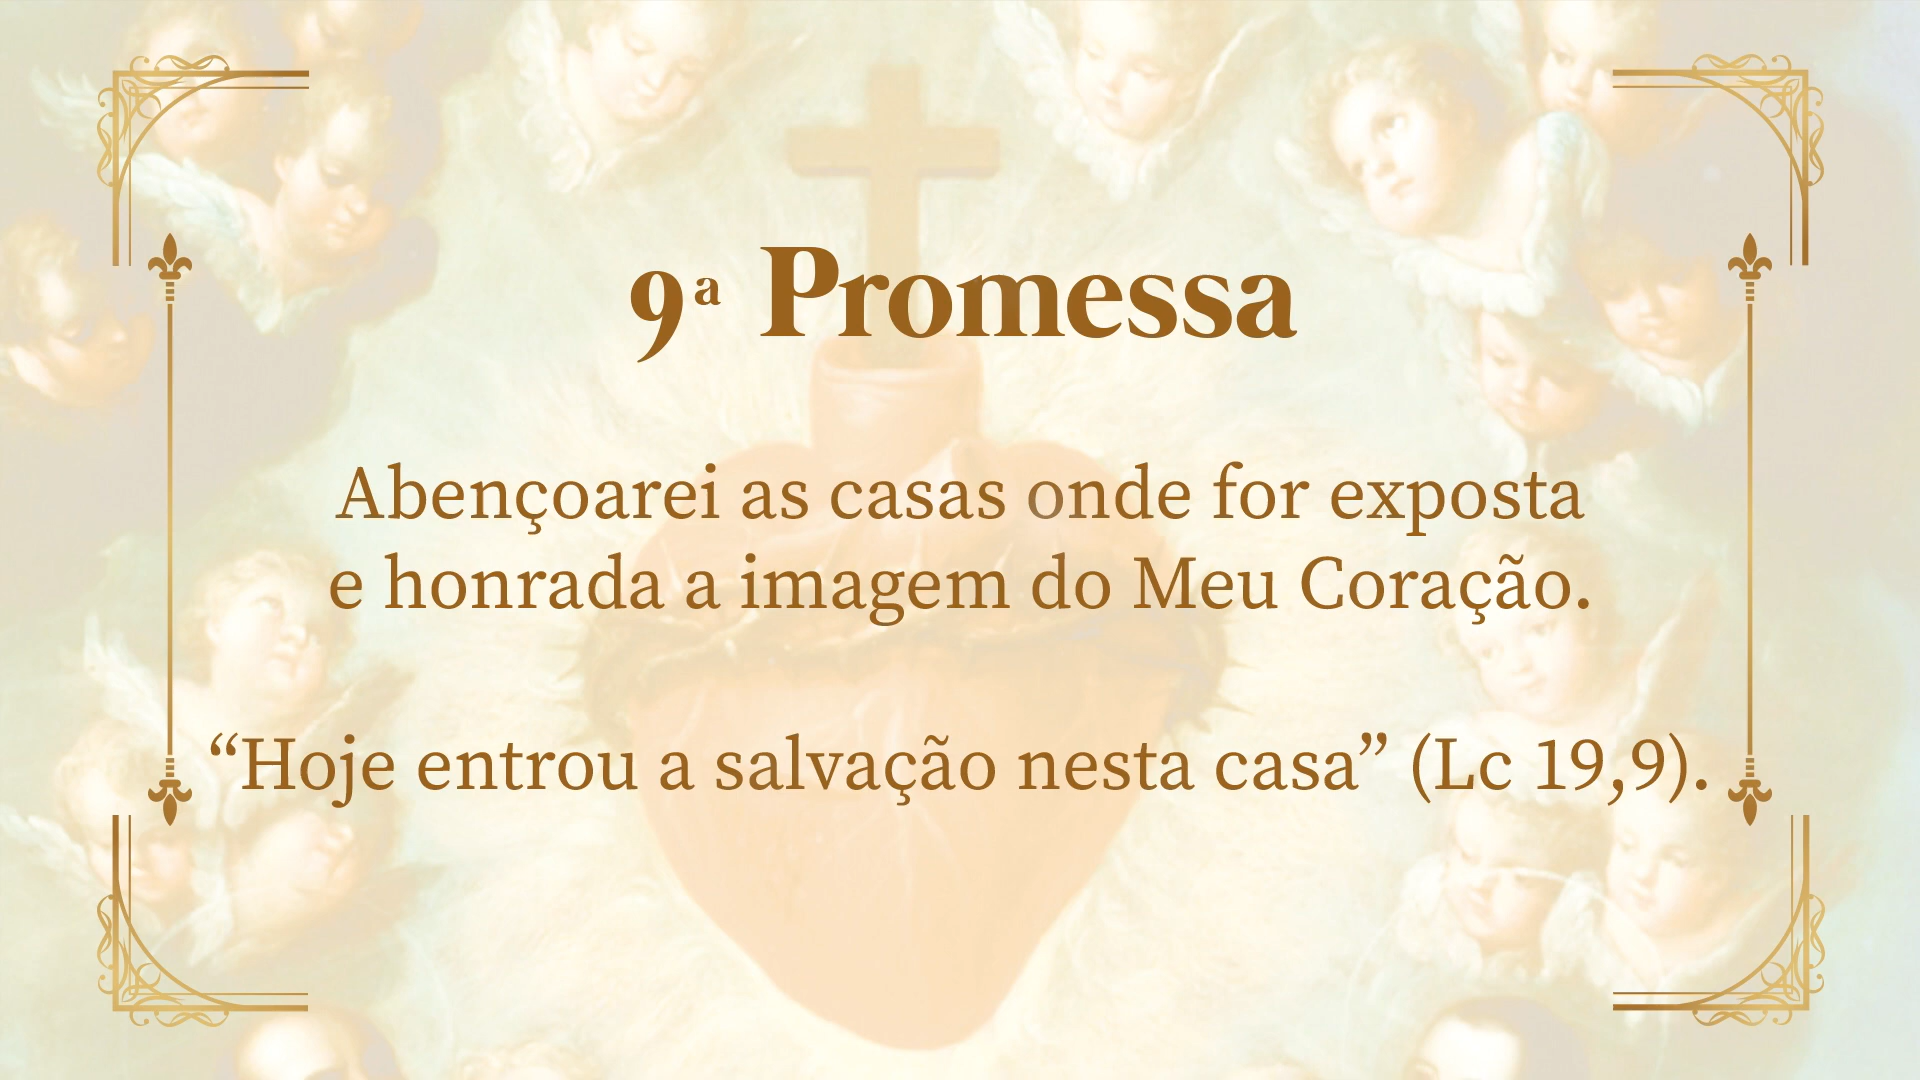 9ª Promessa
Abençoarei as casas onde for exposta
e honrada a imagem do Meu Coração.
“Hoje entrou a salvação nesta casa” (Lc 19,9).